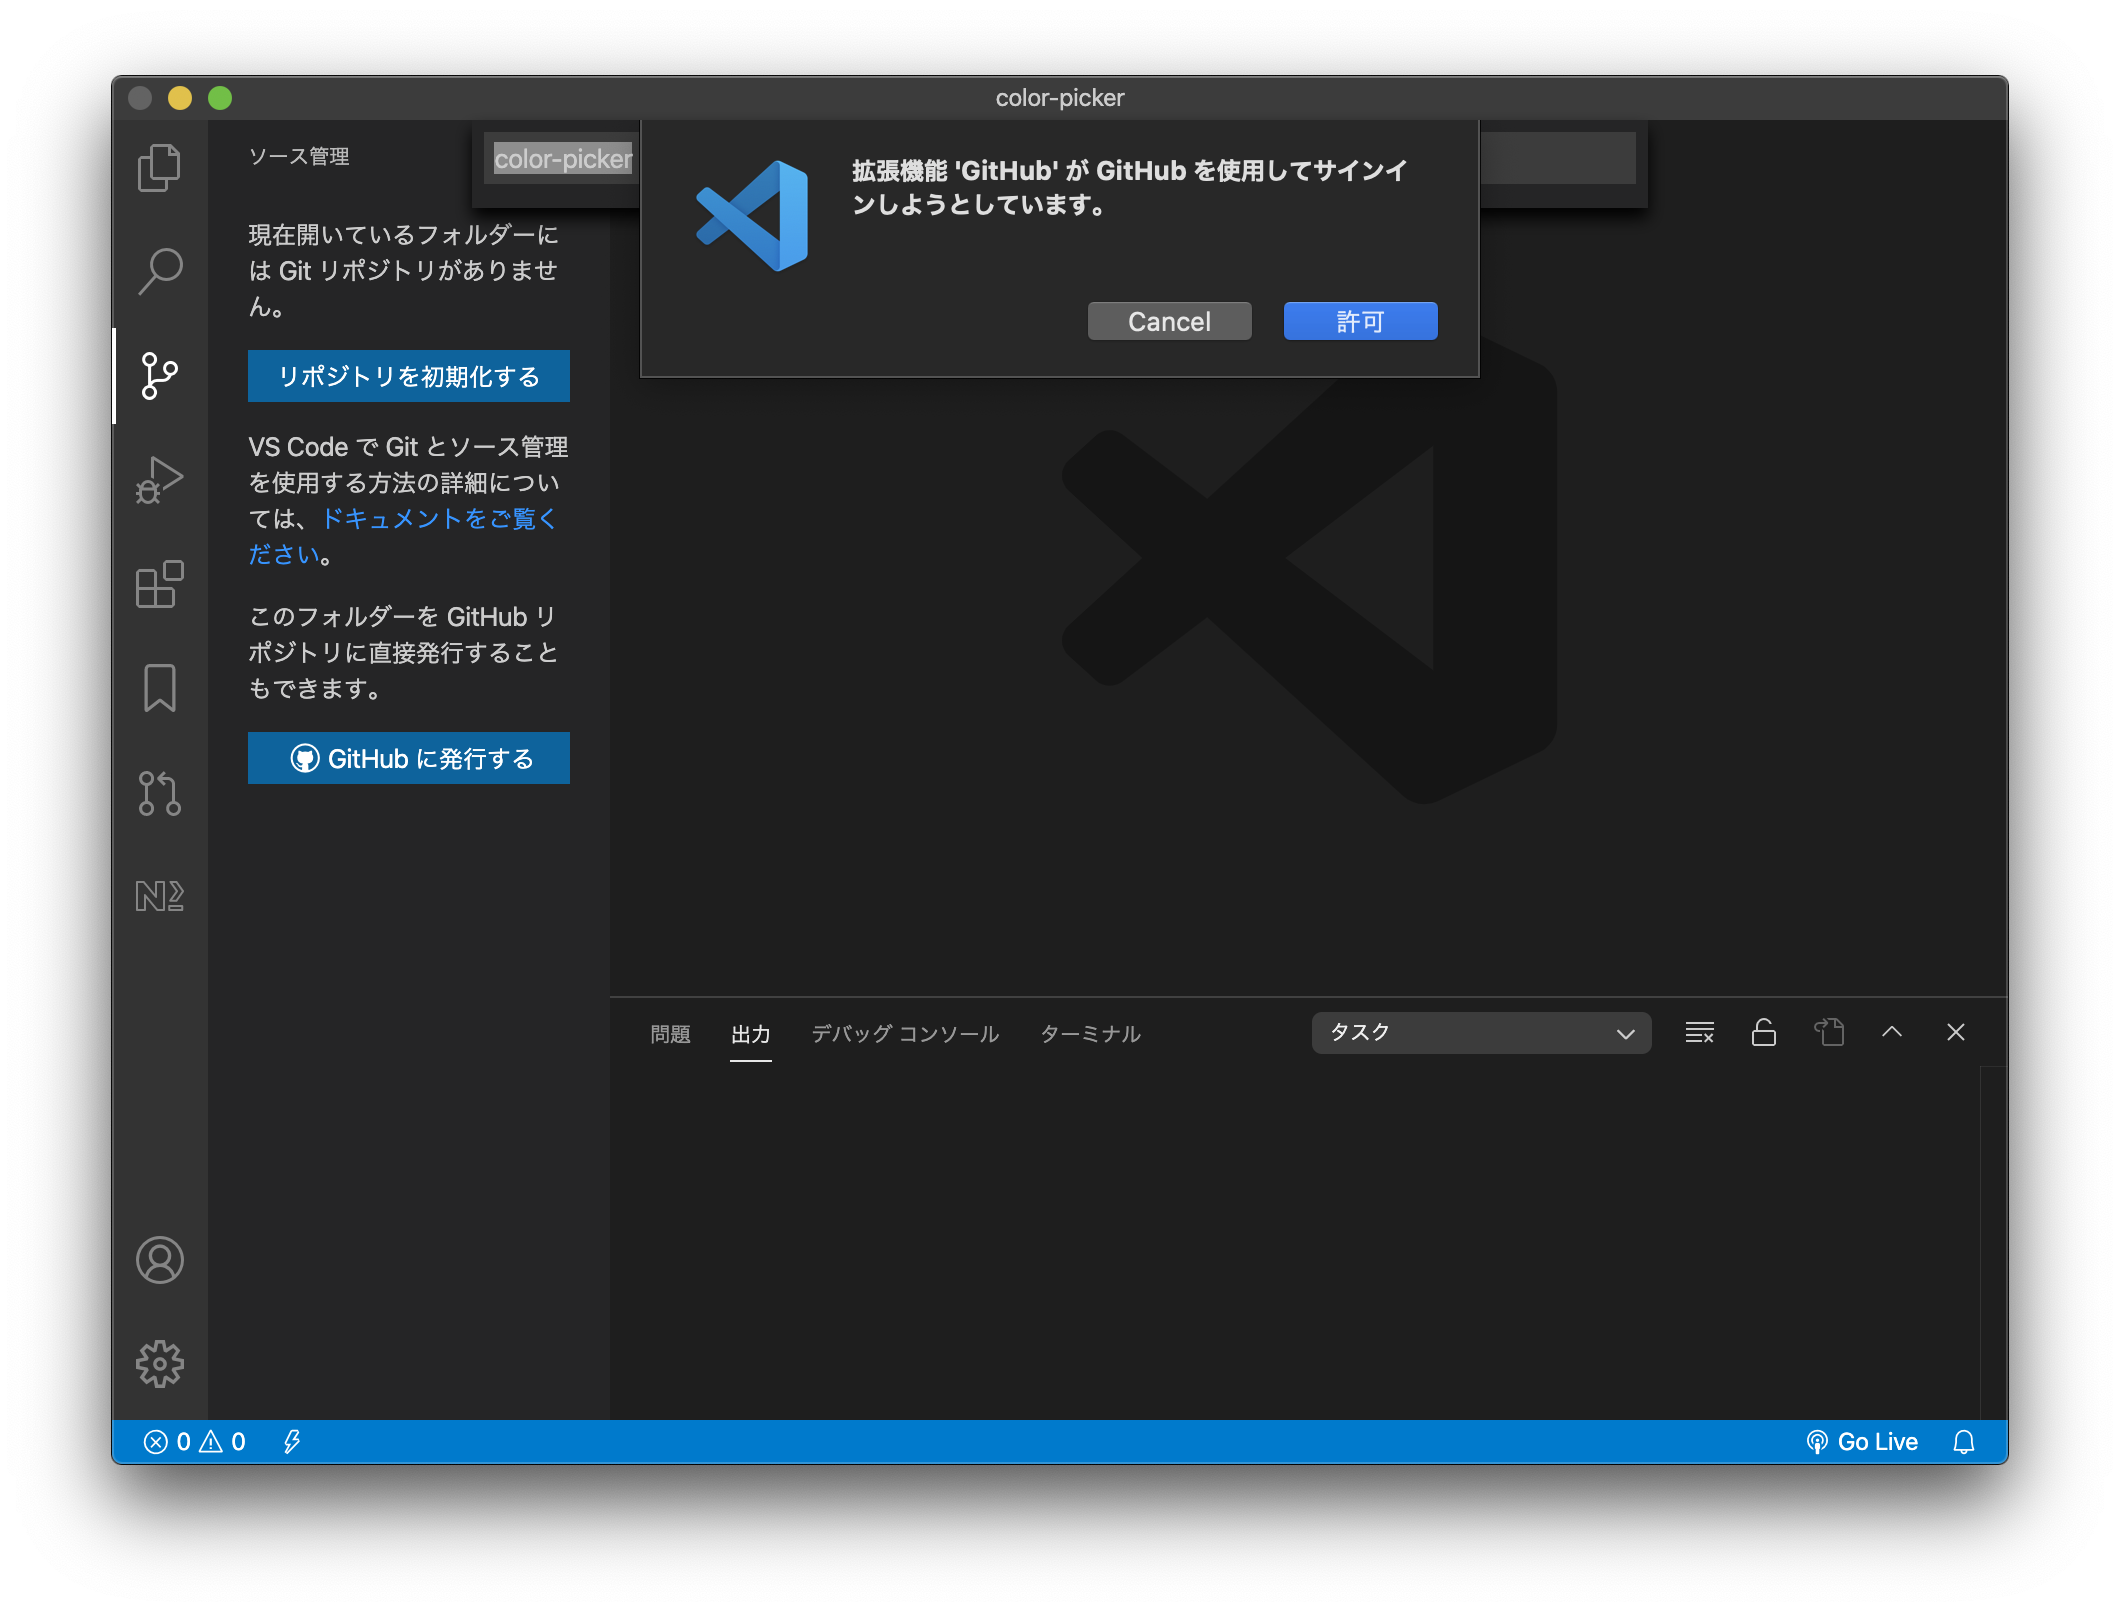 color-picker
ソース管理
color-picker
拡張機能 'GitHub' が GitHub を使用してサインイ
ンしようとしています。
Cancel
許可
現在開いているフォルダーに
は Git リポジトリがありませ
ん。
リポジトリを初期化する
VS Code で Git とソース管理
を使用する方法の詳細につい
ては、ドキュメントをご覧く
ださい。
このフォルダーを GitHub リ
ポジトリに直接発行すること
もできます。
GitHub に発行する
問題
出力
デバッグ コンソール
ターミナル
タスク
0
0
Go Live